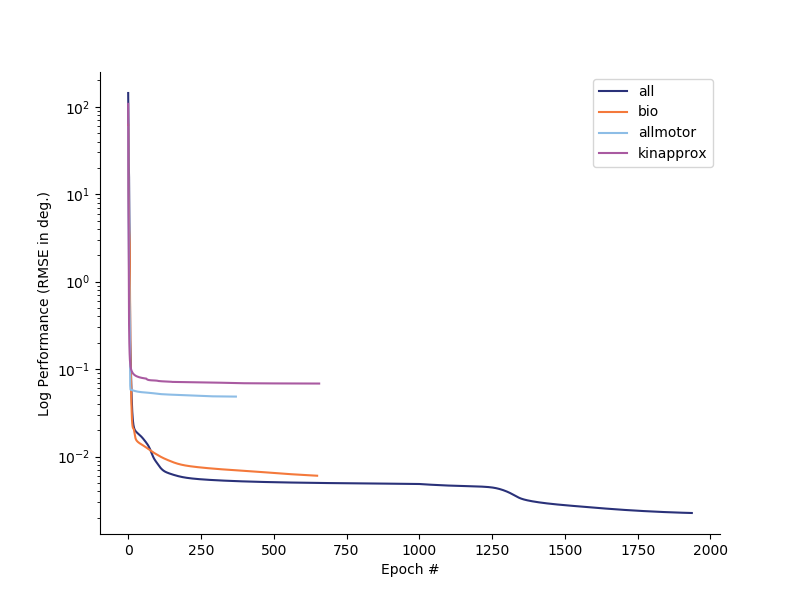 Log Performance (RMSE in deg.)
10²
10¹
10⁰
10⁻¹
10⁻²
all
bio
allmotor
kinapprox
0 250 500 750 1000 1250 1500 1750 2000
Epoch #